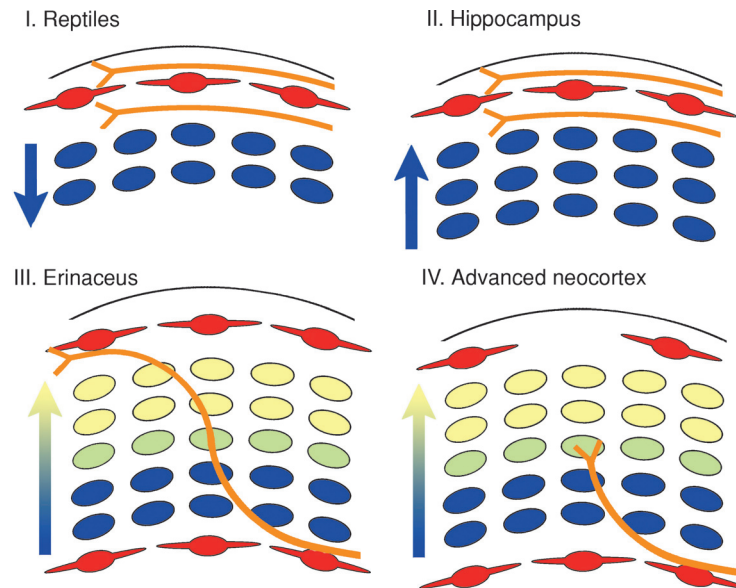 I. Reptiles
II. Hippocampus
III. Erinaceus
IV. Advanced neocortex